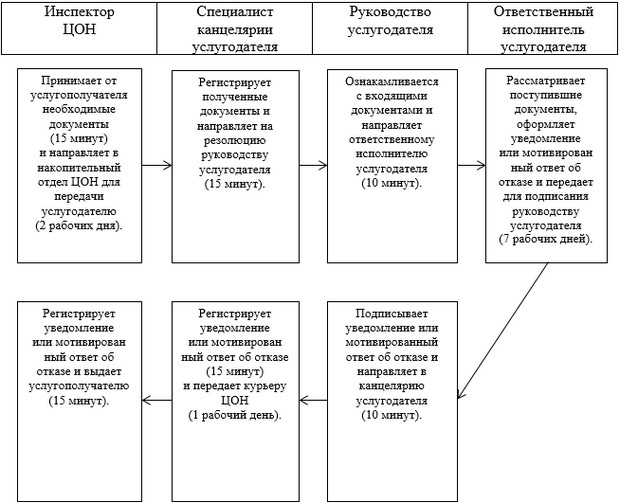 Инспектор
ЦОН
Специалист
канцелярии
услугодателя
Руководство
услугодателя
Ответственный
исполнитель
услугодателя
Принимает от
услугополучателя
необходимые
документы
(15 минут)
и направляет в
накопительный
отдел ЦОН для
передачи
услугодателю
(2 рабочих дня).
Регистрирует
полученные
документы и
направляет на
резолюцию
руководству
услугодателя
(15 минут).
Ознакамливается
с входящими
документами и
направляет
ответственному
исполнителю
услугодателя
(10 минут).
Рассматривает
поступившие
документы,
оформляет
уведомление
или мотивирован
ный ответ об
отказе и передает
для подписания
руководству
услугодателя
(7 рабочих дней).
Регистрирует
уведомление
или мотивирован
ный ответ об
отказе и выдает
услугополучателю
(15 минут).
Регистрирует
уведомление
или мотивирован
ный ответ об отказе
(15 минут)
и передает курьеру
ЦОН
(1 рабочий день).
Подписывает
уведомление или
мотивированный
ответ об отказе и
направляет в
канцелярию
услугодателя
(10 минут).